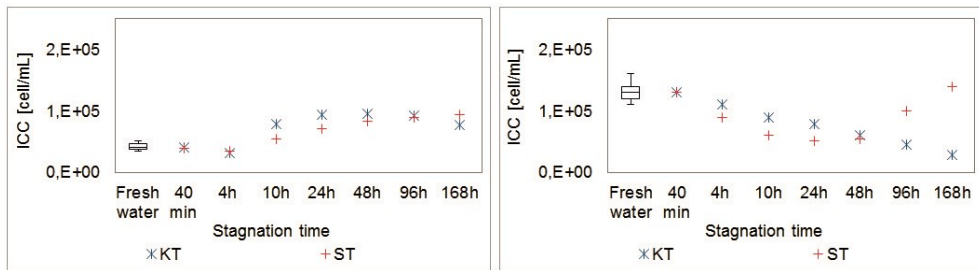 ICC [cell/mL]
2,E+05
1,E+05
0,E+00
Fresh 40 4h 10h 24h 48h 96h 168h
water min
Stagnation time
KT ST
ICC [cell/mL]
2,E+05
1,E+05
0,E+00
Fresh 40 4h 10h 24h 48h 96h 168h
water min
Stagnation time
KT ST